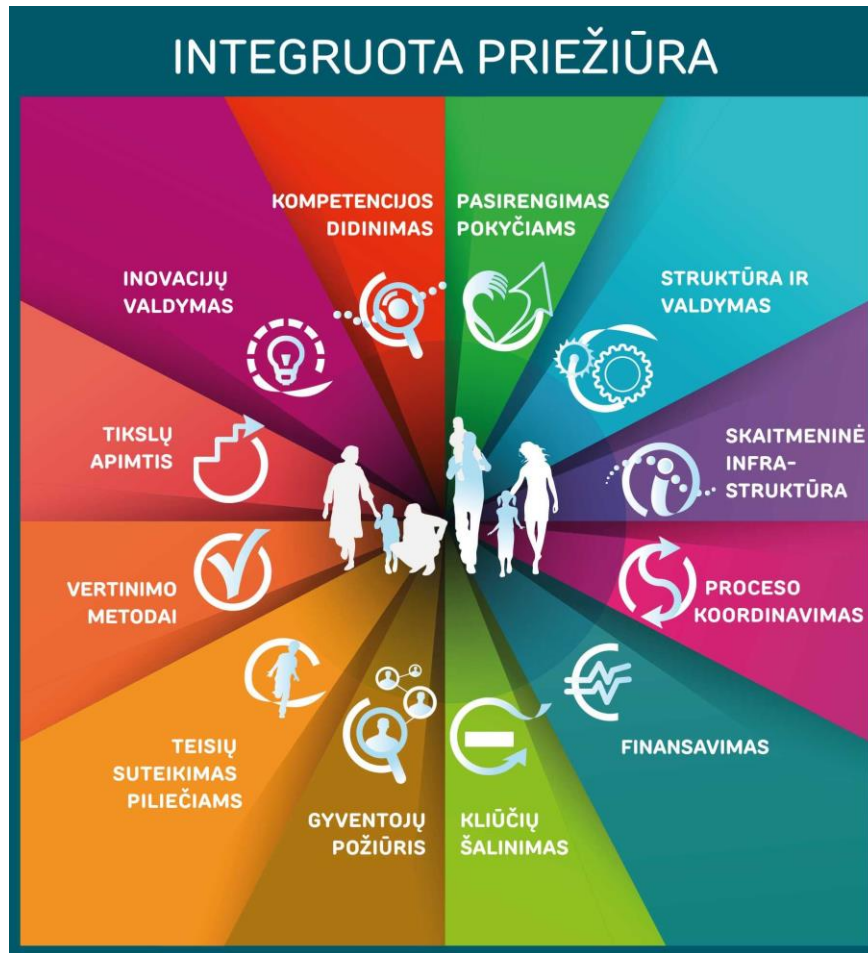 INTEGRUOTA PRIEŽIŪRA
KOMPETENCIJOS
DIDINIMAS
PASIRENGIMAS
POKYČIAMS
STRUKTŪRA IR
VALDYMAS
SKAITMENINĖ
INFRA-
STRUKTŪRA
PROCESO
KOORDINAVIMAS
FINANSAVIMAS
KLIŪČIŲ
ŠALINIMAS
GYVENTOJŲ
POŽIŪRIS
TEISIŲ
SUTEIKIMAS
PILIEČIAMS
VERTINIMO
METODAI
TIKSLŲ
APIMTIS
INOVACIJŲ
VALDYMAS